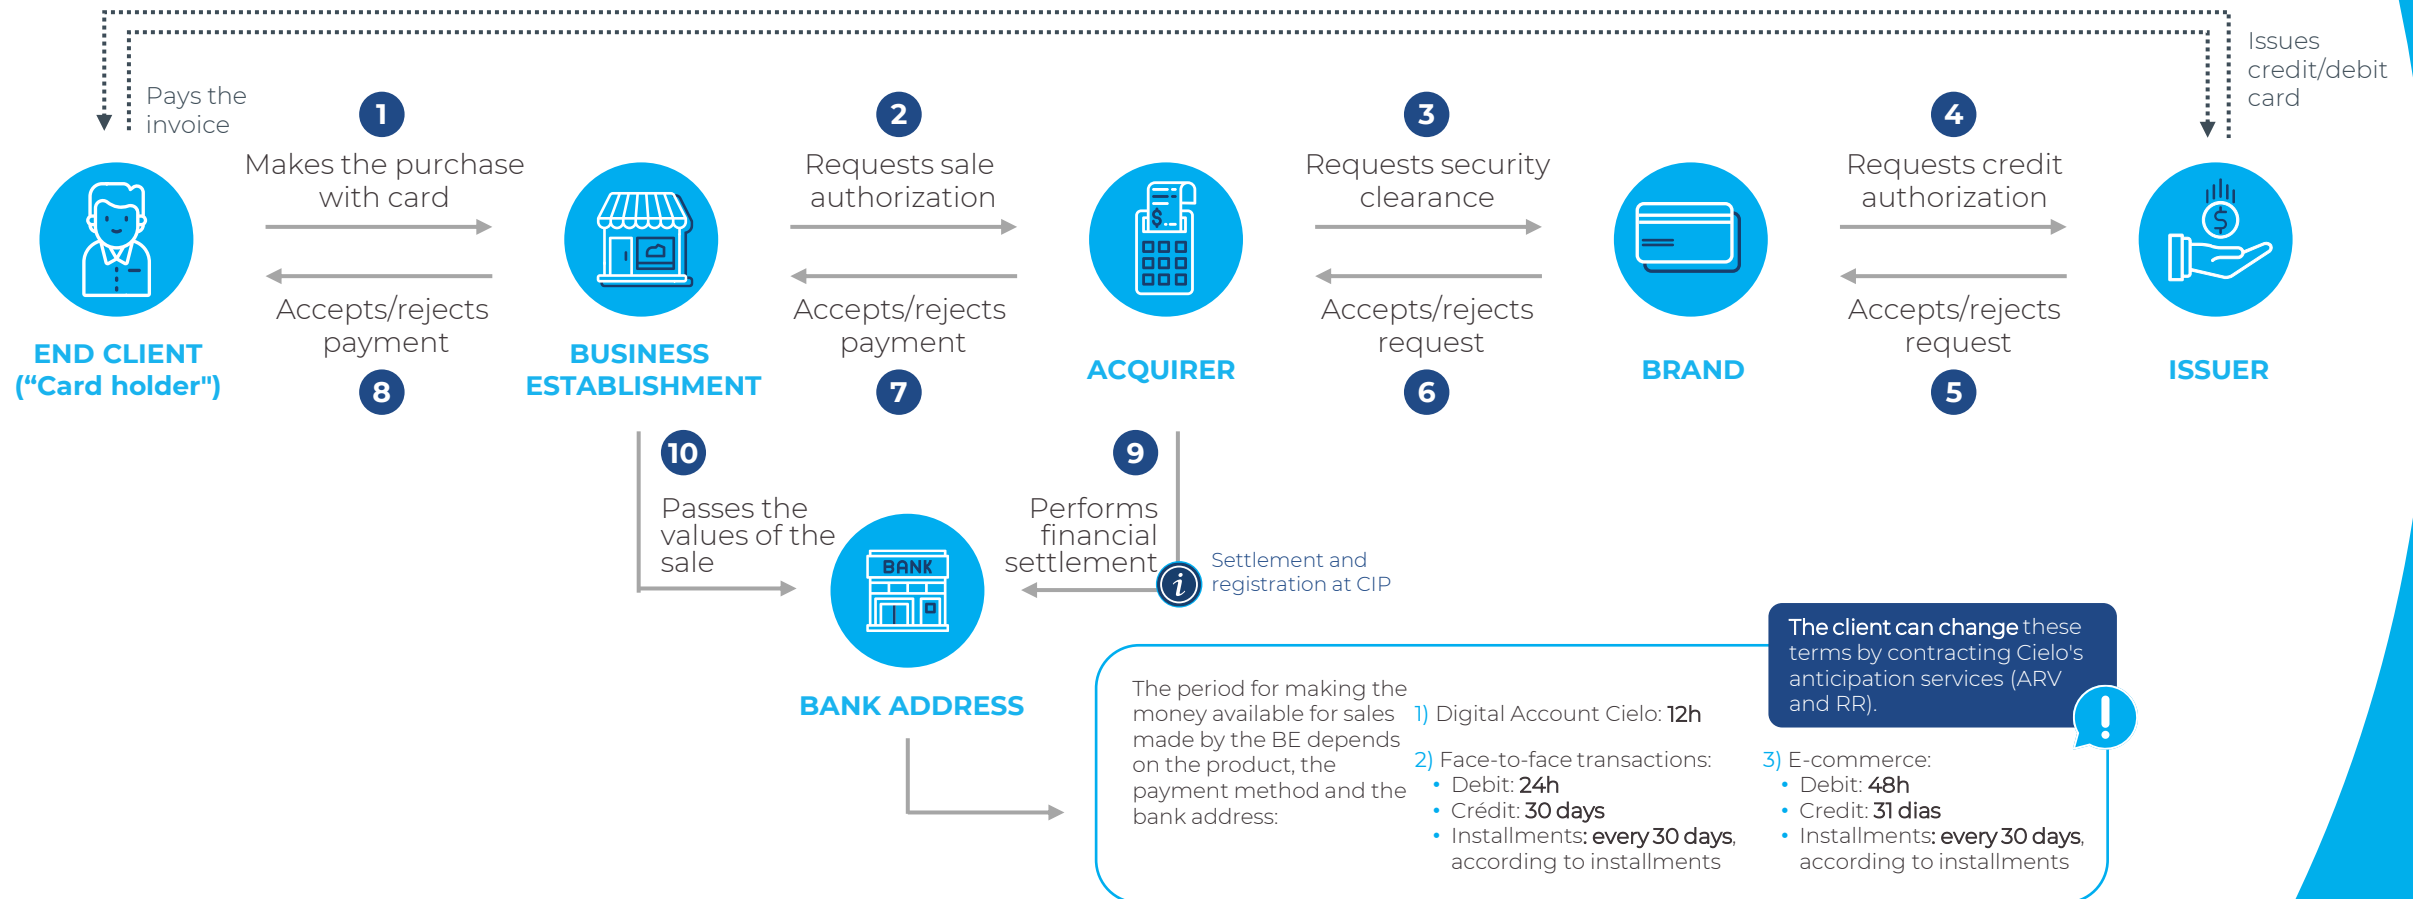 Issues
credit/debit
card
Pays the
invoice
1
Makes the purchase
with card
2
Requests sale
authorization
3
Requests security
clearance
4
Requests credit
authorization
$
$
Accepts/rejects
payment
8
Accepts/rejects
payment
7
Accepts/rejects
request
6
Accepts/rejects
request
5
END CLIENT
(“Card holder")
BUSINESS
ESTABLISHMENT
ACQUIRER
BRAND
ISSUER
10
Passes the
values of the
sale
9
Performs
financial
settlement
i
Settlement and
registration at CIP
BANK
BANK ADDRESS
The client can change these
terms by contracting Cielo's
anticipation services (ARV
and RR).
!
The period for making the
money available for sales
made by the BE depends
on the product, the
payment method and the
bank address:
1) Digital Account Cielo: 12h
2) Face-to-face transactions:
• Debit: 24h
• Crédit: 30 days
• Installments: every 30 days,
according to installments
3) E-commerce:
• Debit: 48h
• Credit: 31 dias
• Installments: every 30 days,
according to installments